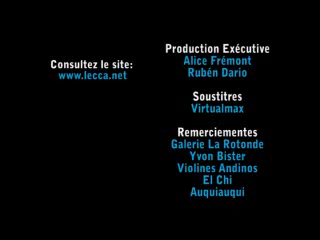 Consultez le site:
www.lecca.net
Production Exécutive
Alice Frémont
Rubén Dario
Soustitres
Virtualmax
Remerciementes
Galerie La Rotonde
Yvon Bister
Violines Andinos
El Chi
Auquiauqui